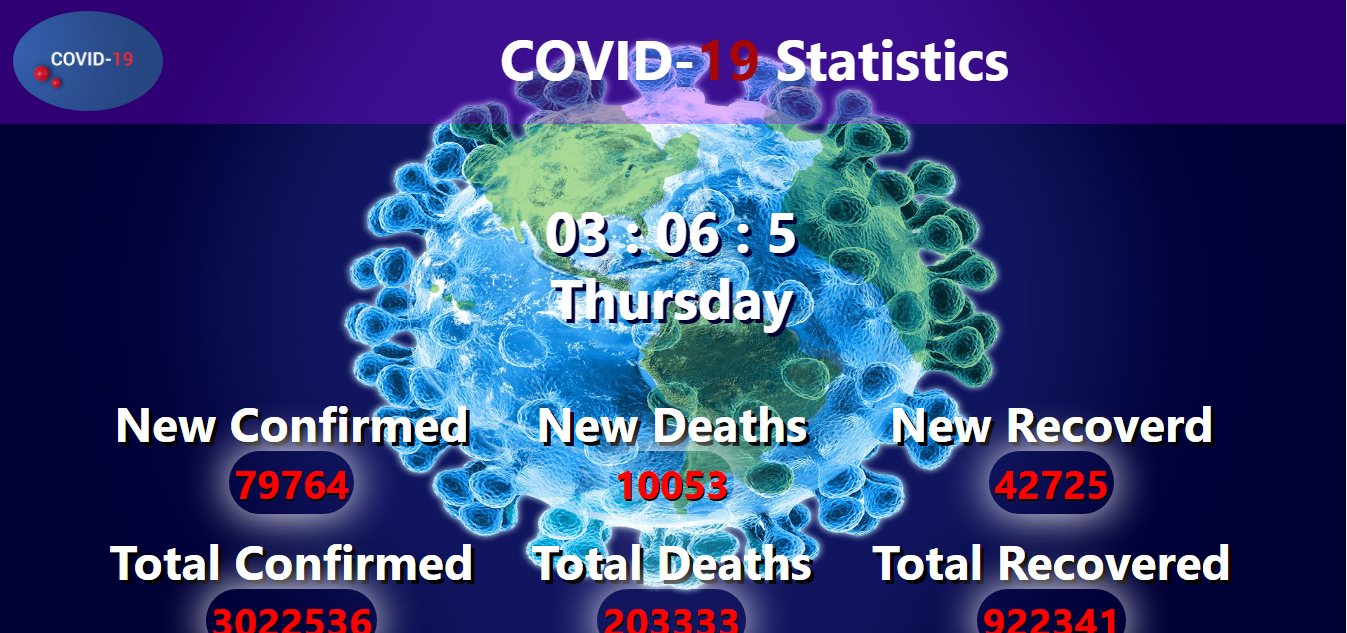 COVID-19
COVID-19 Statistics
03 : 06 : 5
Thursday
New Confirmed New Deaths New Recoverd
79764 10053 42725
Total Confirmed Total Deaths Total Recovered
3022536 203333 922341